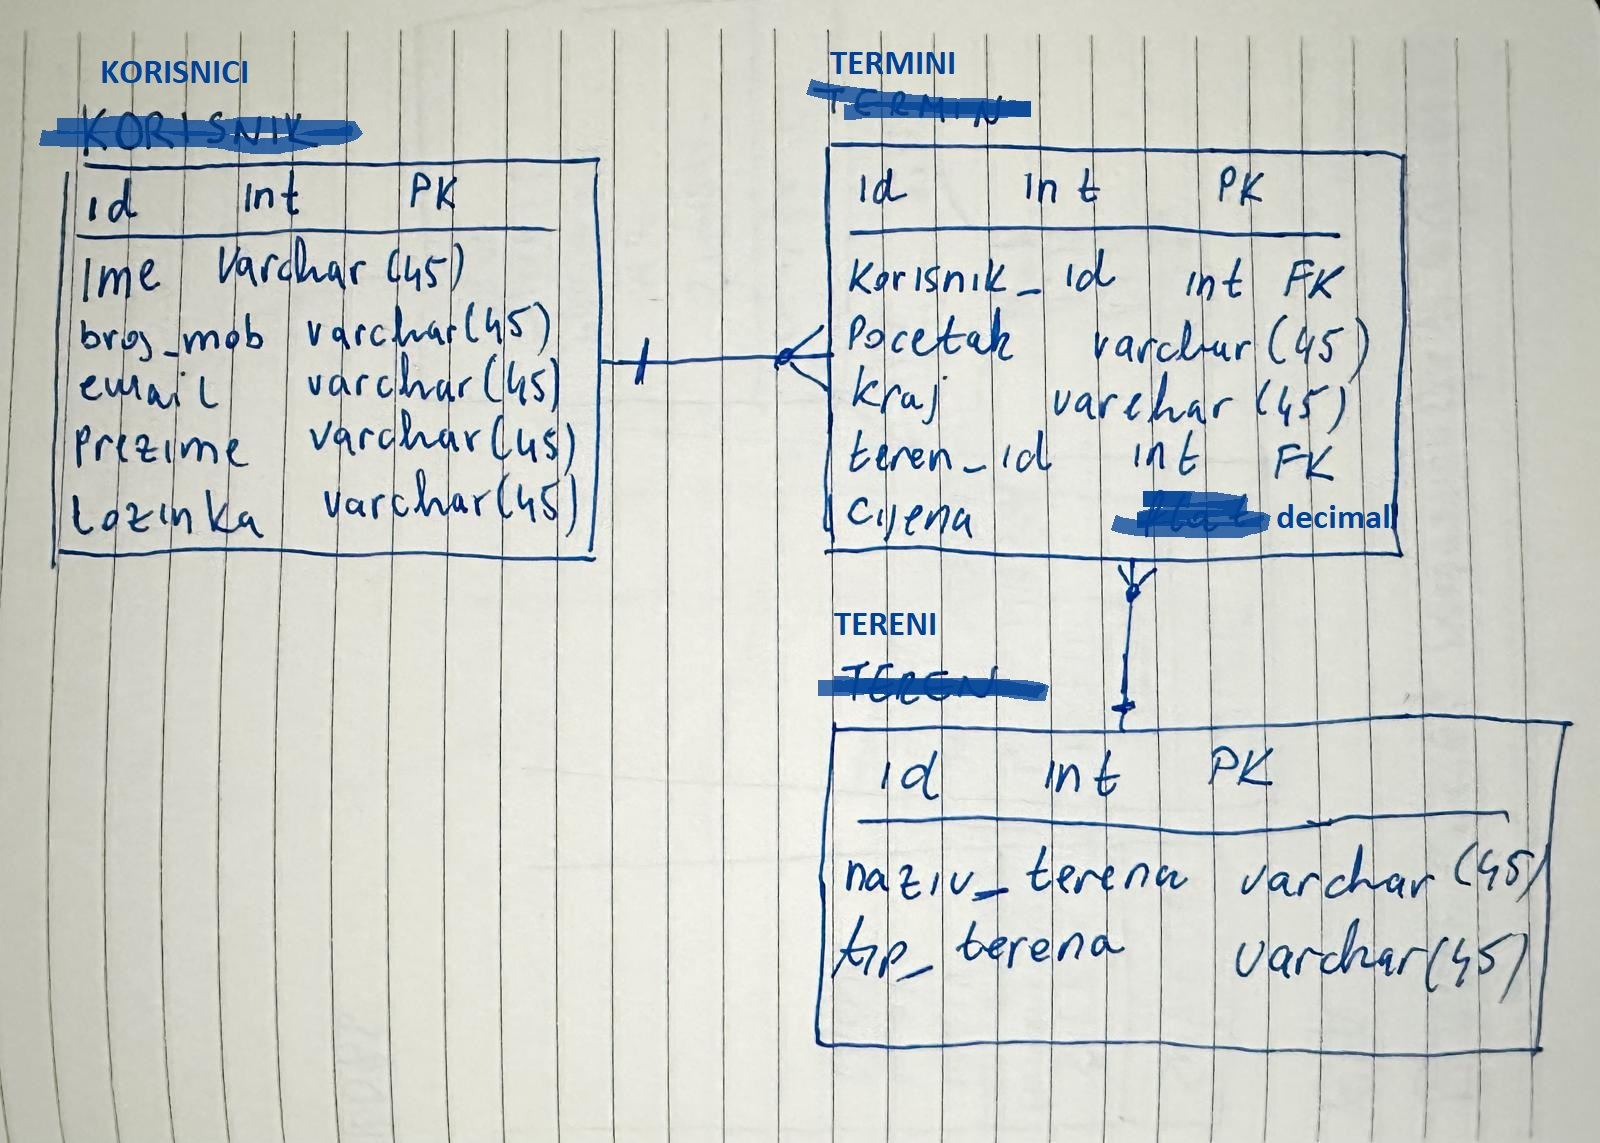 KORISNICI
KORISNIK
id int PK
Ime varchar (45)
broj_mob varchar(45)
email varchar(45)
prezime varchar(45)
Lozinka varchar(45)
TERMINI
TERMIN
id int PK
korisnik_id int FK
Pocetak varchar (45)
kraj varchar (45)
teren_id int FK
Cijena decimal
TERENI
TEREN
id int PK
naziv_terena varchar (45)
tip_terena varchar(45)